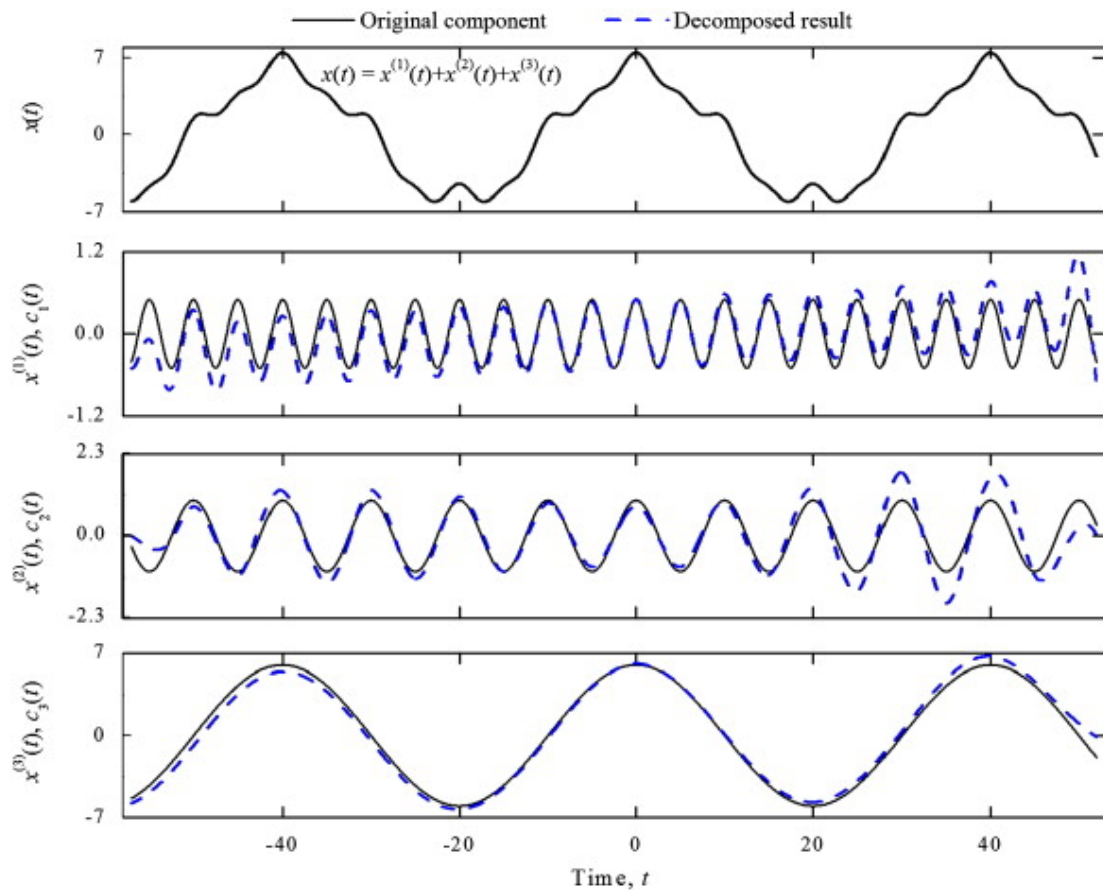 Original component
Decomposed result
x(t) = x⁽¹⁾(t)+x⁽²⁾(t)+x⁽³⁾(t)
x(t)
7
0
-7
x⁽¹⁾(t), c₁(t)
1.2
0.0
-1.2
x⁽²⁾(t), c₂(t)
2.3
0.0
-2.3
x⁽³⁾(t), c₃(t)
7
0
-7
-40 -20 0 20 40
Time, t